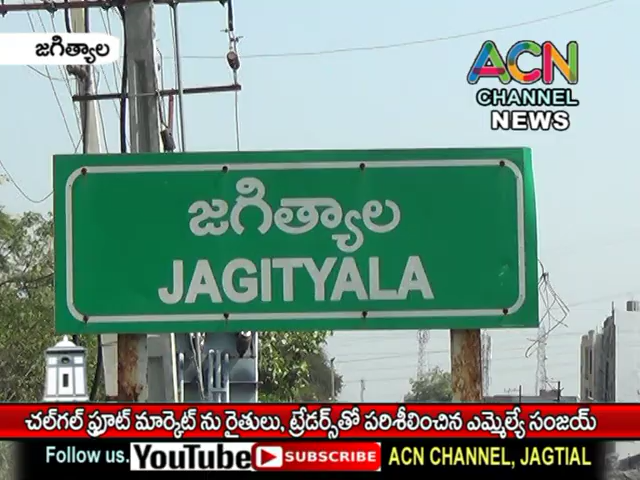 జగిత్యాల
ACN
CHANNEL
NEWS
జగిత్యాల
JAGITYALA
చల్‌గల్ ఫ్రూట్ మార్కెట్ ను రైతులు, ట్రేడర్స్‌తో పరిశీలించిన ఎమ్మెల్యే సంజయ్
Follow us. YouTube SUBSCRIBE ACN CHANNEL, JAGTIAL